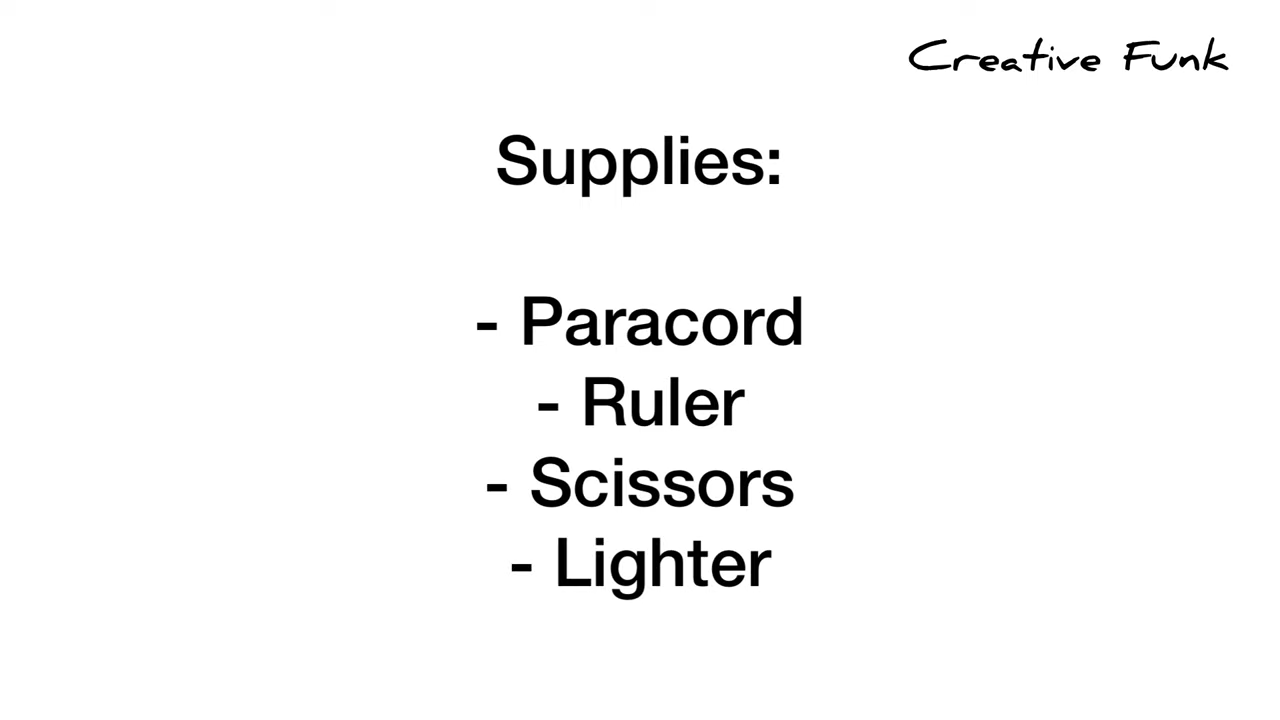 Creative Funk
Supplies:
- Paracord
- Ruler
- Scissors
- Lighter